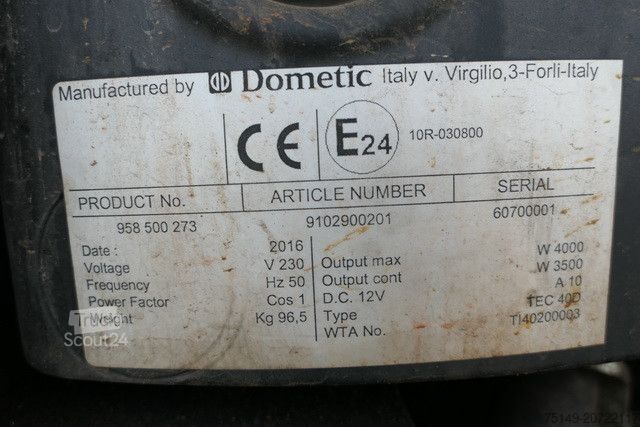 Manufactured by Dometic Italy v. Virgilio,3-Forli-Italy
CE E24 10R-030800
PRODUCT No. ARTICLE NUMBER SERIAL
958 500 273 9102900201 60700001
Date : 2016
Voltage V 230 Output max W 4000
Frequency Hz 50 Output cont W 3500
Power Factor Cos 1 D.C. 12V A 10
Weight Kg 96,5 Type TEC 40D
WTA No. TI40200003
Truck
Scout24